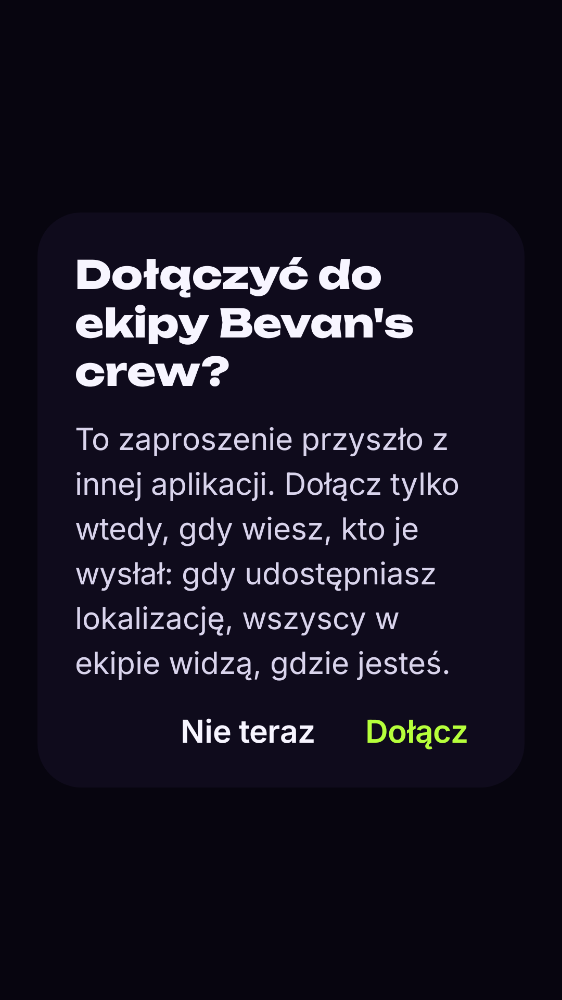 Dołączyć do
ekipy Bevan's
crew?
To zaproszenie przyszło z
innej aplikacji. Dołącz tylko
wtedy, gdy wiesz, kto je
wysłał: gdy udostępniasz
lokalizację, wszyscy w
ekipie widzą, gdzie jesteś.
Nie teraz Dołącz